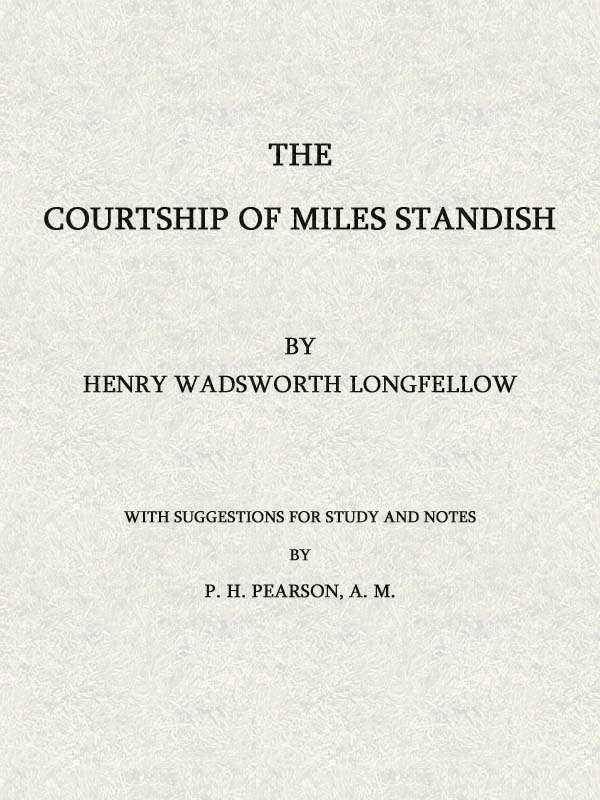 THE
COURTSHIP OF MILES STANDISH
BY
HENRY WADSWORTH LONGFELLOW
WITH SUGGESTIONS FOR STUDY AND NOTES
BY
P. H. PEARSON, A. M.